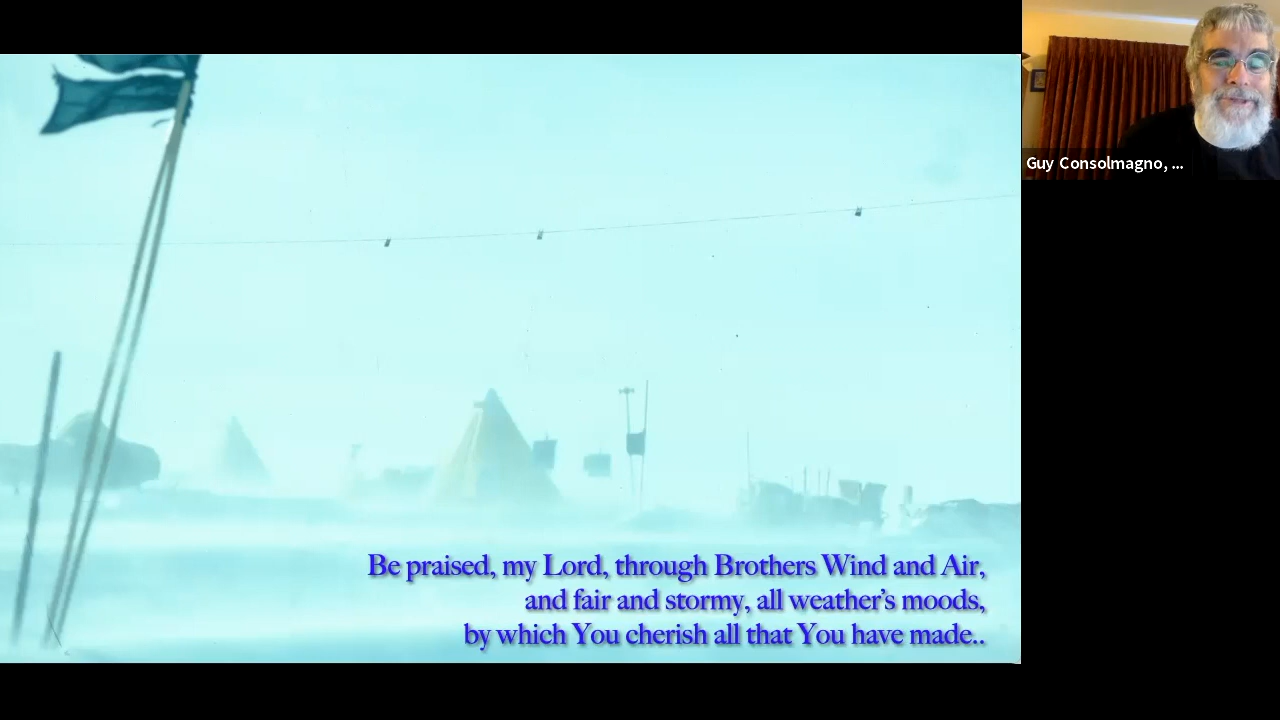 Guy Consolmagno, ...
Be praised, my Lord, through Brothers Wind and Air,
and fair and stormy, all weather's moods,
by which You cherish all that You have made..